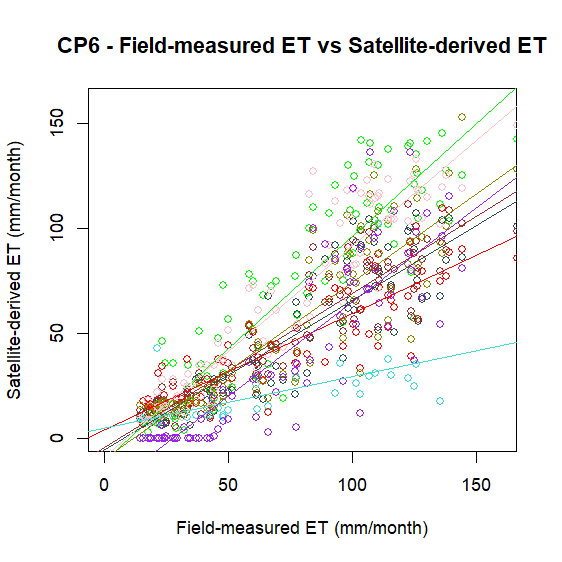 CP6 - Field-measured ET vs Satellite-derived ET
Satellite-derived ET (mm/month)
150
100
50
0
0 50 100 150
Field-measured ET (mm/month)